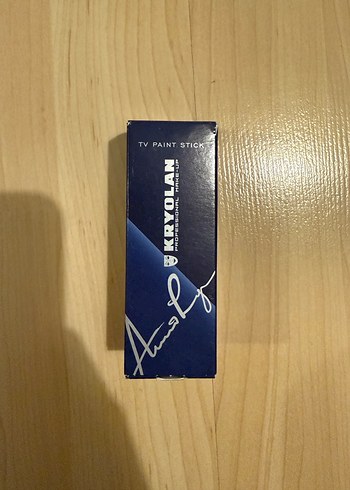 TV PAINT STICK
KRYOLAN
PROFESSIONAL MAKE-UP